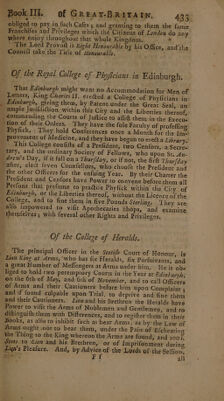 Book III. of GREAT-BRITAIN. 433
obliged to pay in such Cases, and granting to them the same
Franchises and Privileges which the Citizens of London do any
where enjoy throughout that whole Kingdom.
The Lord Provost is Right Honourable by his Office, and the
Council take the Title of Honourable.
Of the Royal College of Physicians in Edinburgh.
That Edinburgh might want no Accommodation for Men of
Letters, King Charles II. erected a College of Physicians in
Edinburgh, giving them, by Patent under the Great Seal, an
ample Jurisdiction within this City and the Liberties thereof,
commanding the Courts of Justice to assist them in the Execu-
tion of their Orders. They have the sole Faculty of professing
Physick. They hold Conferences once a Month for the Im-
provement of Medicine, and they have begun to erect a Library.
This College consists of a President, two Censors, a Secre-
tary, and the ordinary Society of Fellows, who upon St. An-
drew's Day, if it fall on a Thursday, or if not, the first Thursday
after, elect seven Counsellors, who choose the President and
the other Officers for the ensuing Year. By their Charter the
President and Censors have Power to convene before them all
Persons that presume to practise Physick within the City of
Edinburgh, or the Liberties thereof, without the Licence of the
College, and to fine them in five Pounds Sterling. They are
also impowered to visit Apothecaries shops, and examine
themselves; with several other Rights and Privileges.
Of the College of Heralds.
The principal Officer in the Scotish Court of Honour, is
Lyon King at Arms, who has six Heralds, six Pursuivants, and
a great Number of Messengers at Arms under him. He is ob-
liged to hold two peremptory Courts in the Year at Edinburgh,
on the 6th of May, and 6th of November, and to call Officers
of Arms and their Cautioners before him upon Complaint;
and if found culpable upon Trial, to deprive and fine them
and their Cautioners. Lion and his Brethren the Heralds have
Power to visit the Arms of Noblemen and Gentlemen, and to
distinguish them with Differences, and to register them in their
Books, as also to inhibit such to bear Arms, as by the Law of
Arms ought not to bear them, under the Pain of Escheating
the Thing to the King whereon the Arms are found, and 100 l.
Scots to Lion and his Brethren, or of Imprisonment during
Lion's Pleasure. And, by Advice of the Lords of the Session,
F f